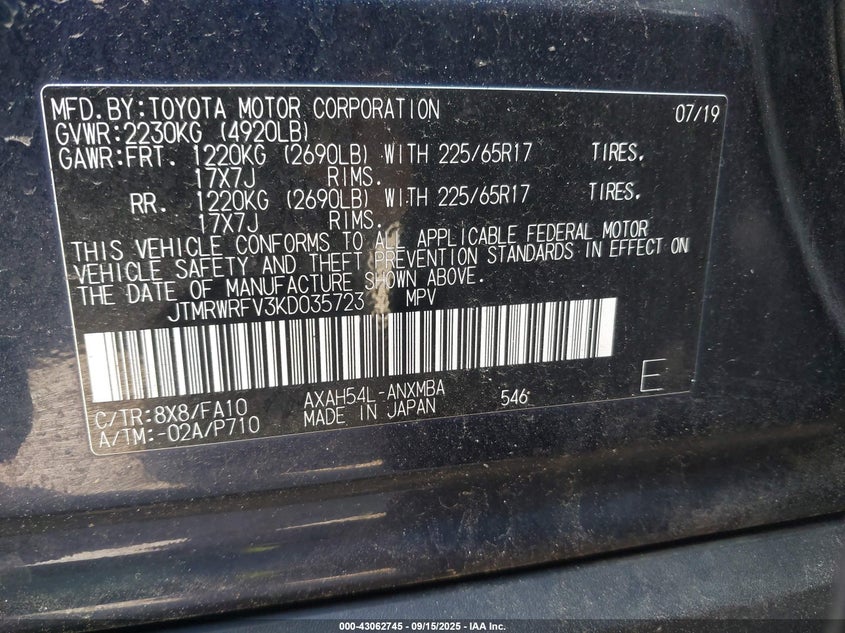 MFD.BY:TOYOTA MOTOR CORPORATION 07/19
GVWR:2230KG (4920LB)
GAWR:FRT. 1220KG (2690LB) WITH 225/65R17 TIRES.
17X7J RIMS.
RR. 1220KG (2690LB) WITH 225/65R17 TIRES.
17X7J RIMS.
THIS VEHICLE CONFORMS TO ALL APPLICABLE FEDERAL MOTOR
VEHICLE SAFETY AND THEFT PREVENTION STANDARDS IN EFFECT ON
THE DATE OF MANUFACTURE SHOWN ABOVE.
JTMRWRFV3KD035723 MPV
C/TR:8X8/FA10 AXAH54L-ANXMBA 546 E
A/TM:-02A/P710 MADE IN JAPAN
000-43062745 - 09/15/2025 - IAA Inc.